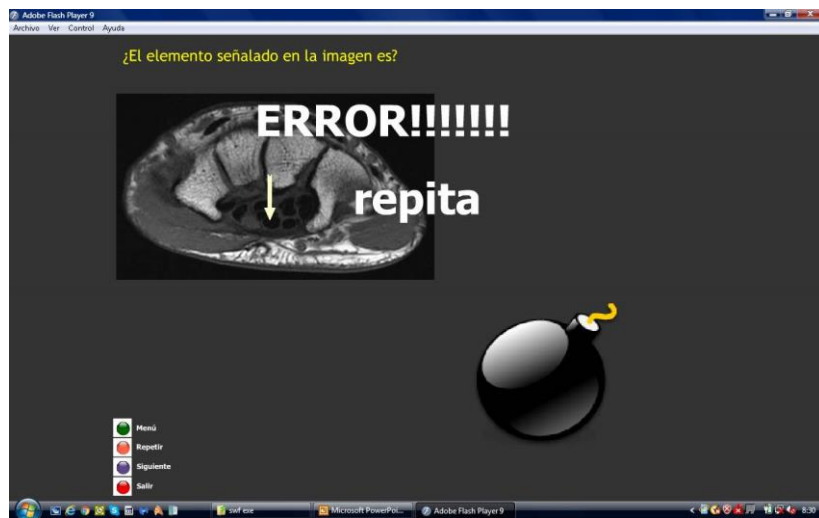 Adobe Flash Player 9
Archivo Ver Control Ayuda
¿El elemento señalado en la imagen es?
ERROR!!!!!!!
repita
Menú
Repetir
Siguiente
Salir
swf exe
Microsoft PowerPoi...
Adobe Flash Player 9
8:30